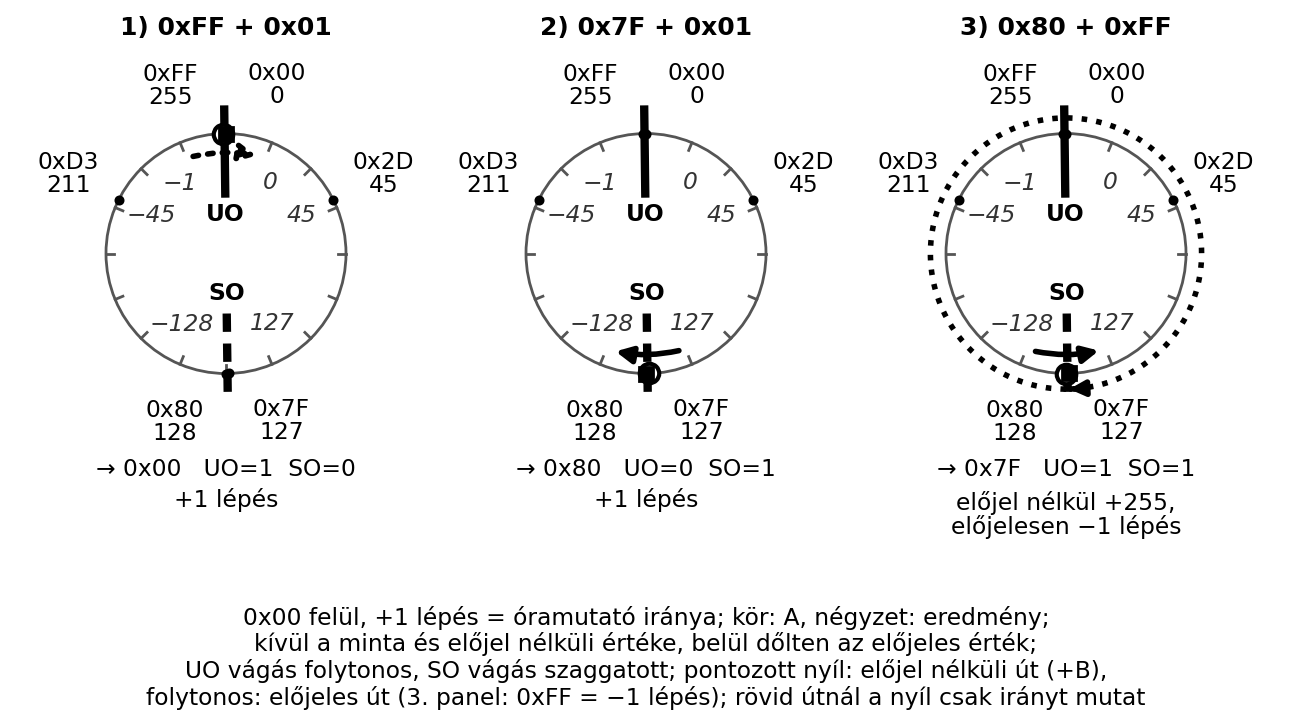 1) 0xFF + 0x01
2) 0x7F + 0x01
3) 0x80 + 0xFF
0xFF
255
0x00
0
0xD3
211
0x2D
45
−1
0
−45
UO
45
SO
−128
127
0x80
128
0x7F
127
→ 0x00 UO=1 SO=0
+1 lépés
0xFF
255
0x00
0
0xD3
211
0x2D
45
−1
0
−45
UO
45
SO
−128
127
0x80
128
0x7F
127
→ 0x80 UO=0 SO=1
+1 lépés
0xFF
255
0x00
0
0xD3
211
0x2D
45
−1
0
−45
UO
45
SO
−128
127
0x80
128
0x7F
127
→ 0x7F UO=1 SO=1
előjel nélkül +255,
előjelesen −1 lépés
0x00 felül, +1 lépés = óramutató iránya; kör: A, négyzet: eredmény;
kívül a minta és előjel nélküli értéke, belül dőlten az előjeles érték;
UO vágás folytonos, SO vágás szaggatott; pontozott nyíl: előjel nélküli út (+B),
folytonos: előjeles út (3. panel: 0xFF = −1 lépés); rövid útnál a nyíl csak irányt mutat